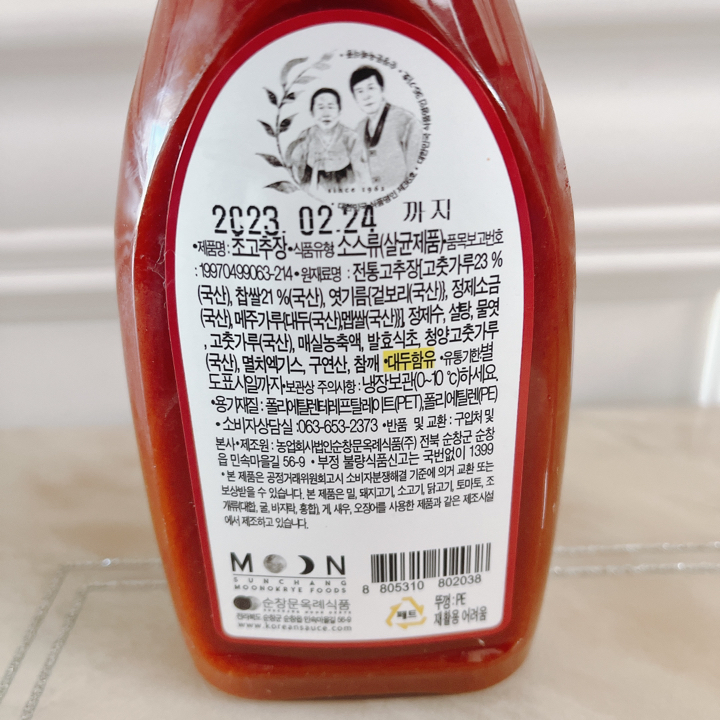 since 1962
2023. 02.24 까지
•제품명 : 조고추장•식품유형 소스류(살균제품)•품목보고번호
: 19970499063-214 • 원재료명 : 전통고추장[고춧가루23 %
(국산), 찹쌀21 %(국산), 엿기름{겉보리(국산)}, 정제소금
(국산), 메주가루{대두(국산)멥쌀(국산)}], 정제수, 설탕, 물엿
, 고춧가루(국산), 매실농축액, 발효식초, 청양고춧가루
(국산), 멸치엑기스, 구연산, 참깨 •대두함유 •유통기한:별
도표시일까지•보관상 주의사항 : 냉장보관(0~10 ℃)하세요.
•용기재질 : 폴리에틸렌테레프탈레이트(PET),폴리에틸렌(PE)
• 소비자상담실 :063-653-2373 •반품 및 교환 : 구입처 및
본사•제조원 : 농업회사법인순창문옥례식품(주) 전북 순창군 순창
읍 민속마을길 56-9 • 부정 불량식품신고는 국번없이 1399
• 본 제품은 공정거래위원회고시 소비자분쟁해결 기준에 의거 교환 또는
보상받을 수 있습니다. 본 제품은 밀, 돼지고기, 소고기, 닭고기, 토마토, 조
개류(대합, 굴, 바지락, 홍합), 게, 새우, 오징어를 사용한 제품과 같은 제조시설
에서 제조하고 있습니다.
MOON
SUNCHANG
MOONOKRYE FOODS
순창문옥례식품
전라북도 순창군 순창읍 민속마을길 56-9
www.koreansauce.com
8 805310 802038
페트
뚜껑:PE
재활용 어려움